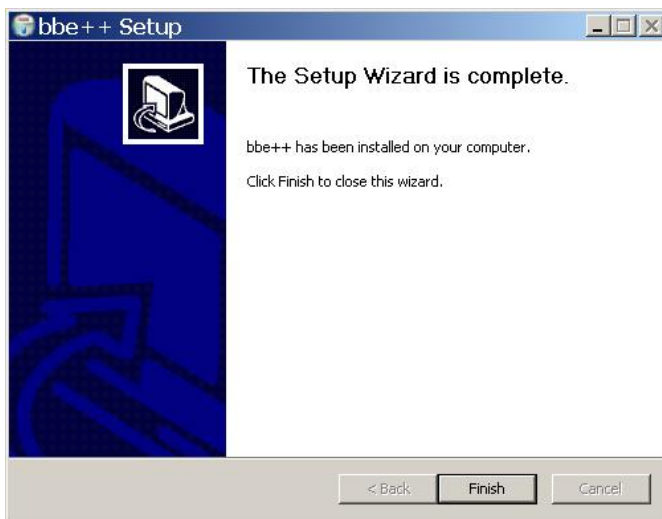 bbe++ Setup
The Setup Wizard is complete.
bbe++ has been installed on your computer.
Click Finish to close this wizard.
< Back
Finish
Cancel